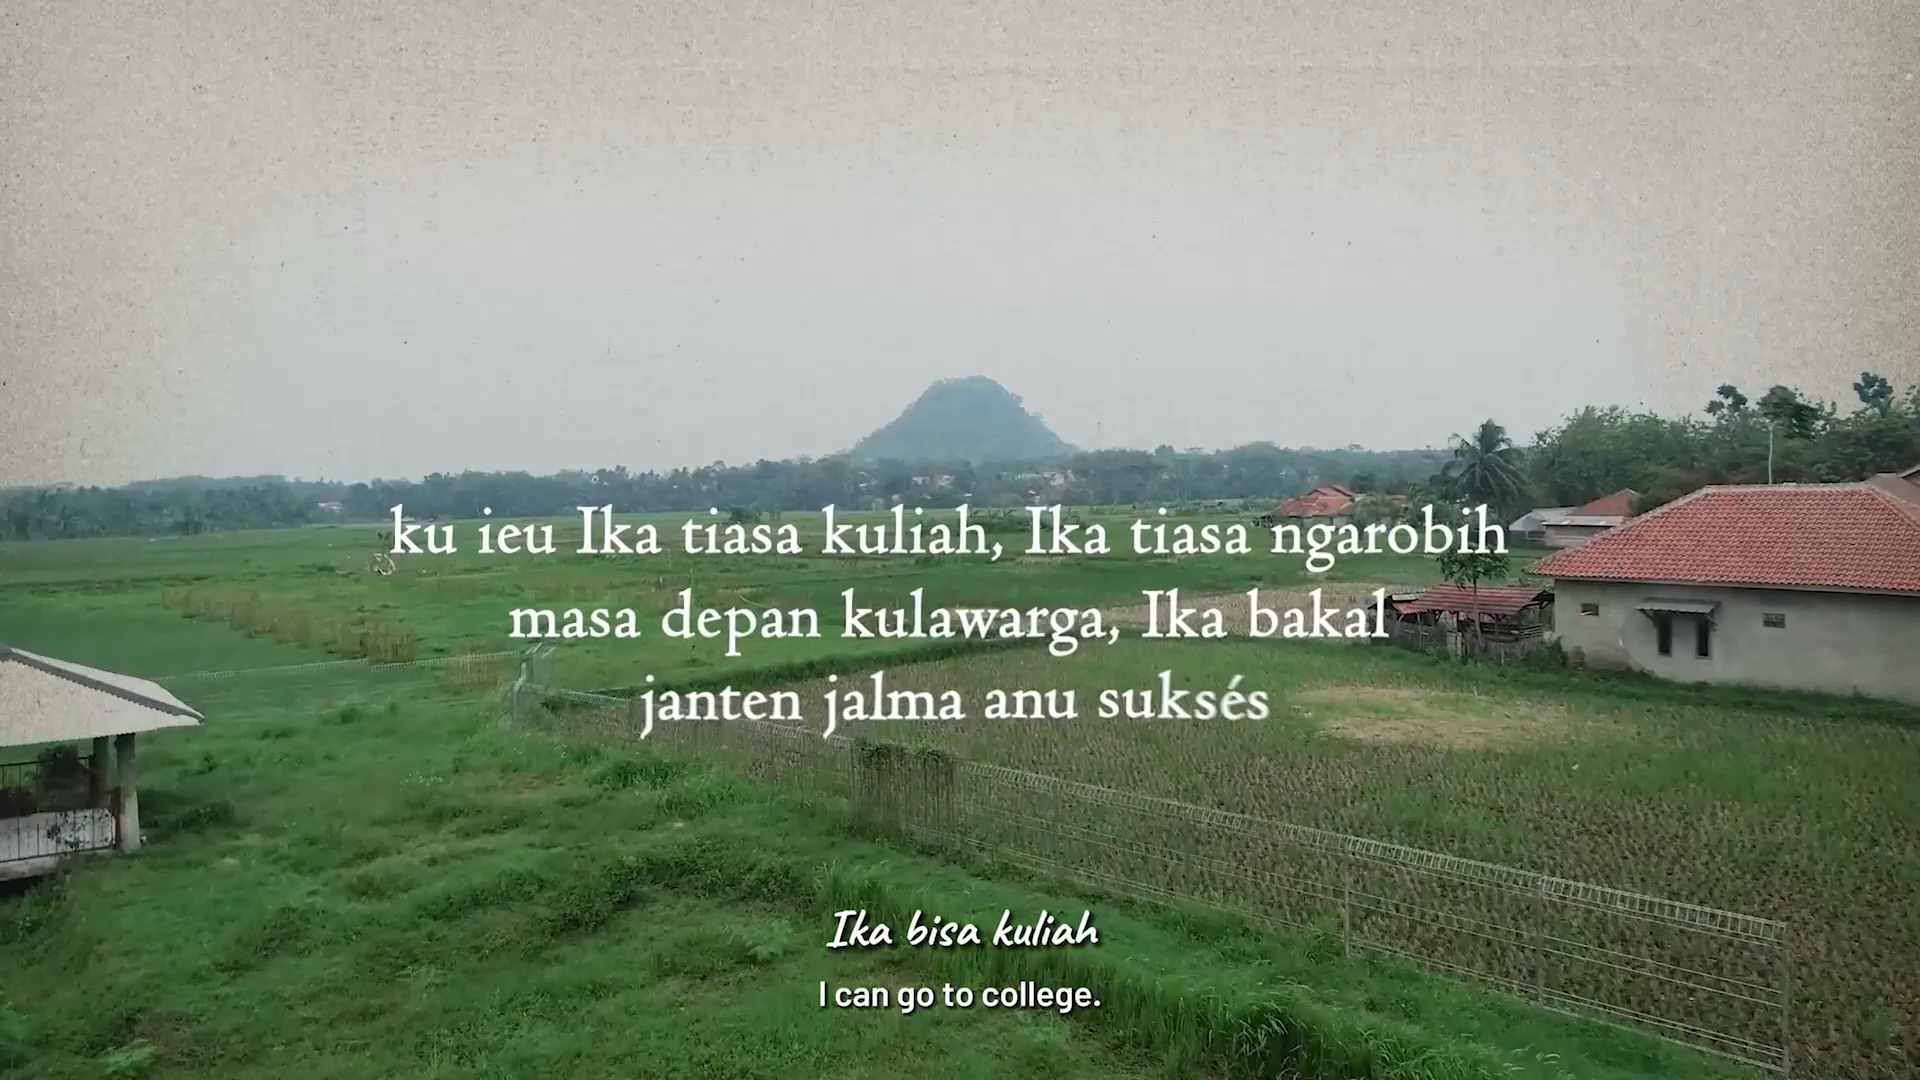 ku ieu Ika tiasa kuliah, Ika tiasa ngarobih
masa depan kulawarga, Ika bakal
janten jalma anu suksés
Ika bisa kuliah
I can go to college.